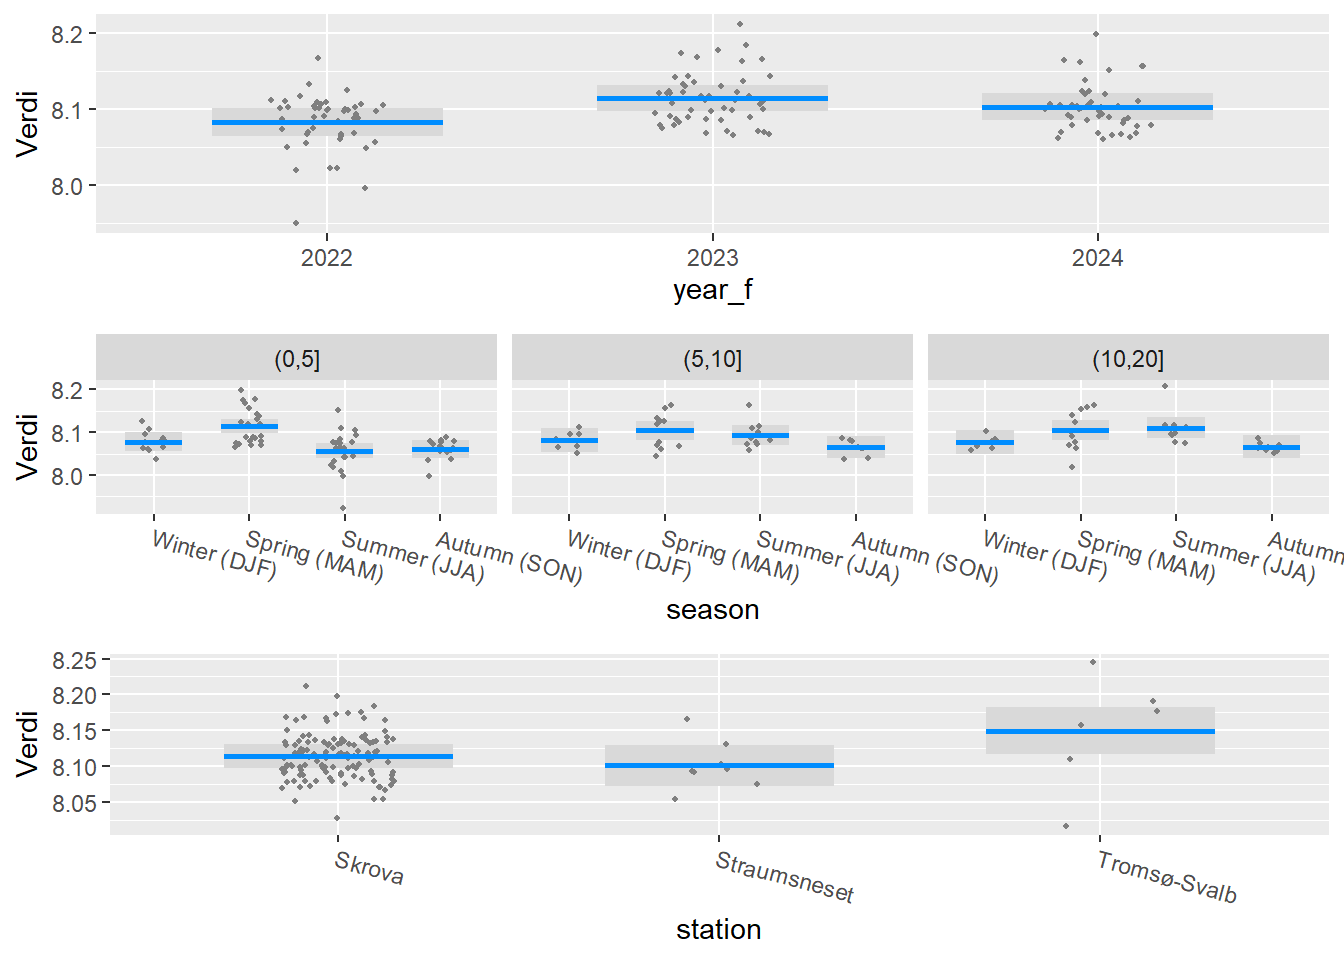 Verdi
8.2
8.1
8.0
2022 2023 2024
year_f
(0,5] (5,10] (10,20]
Verdi
8.2
8.1
8.0
Winter (DJF) Spring (MAM) Summer (JJA) Autumn (SON) Winter (DJF) Spring (MAM) Summer (JJA) Autumn (SON) Winter (DJF) Spring (MAM) Summer (JJA) Autumn
season
Verdi
8.25
8.20
8.15
8.10
8.05
Skrova Straumsneset Tromsø-Svalb
station